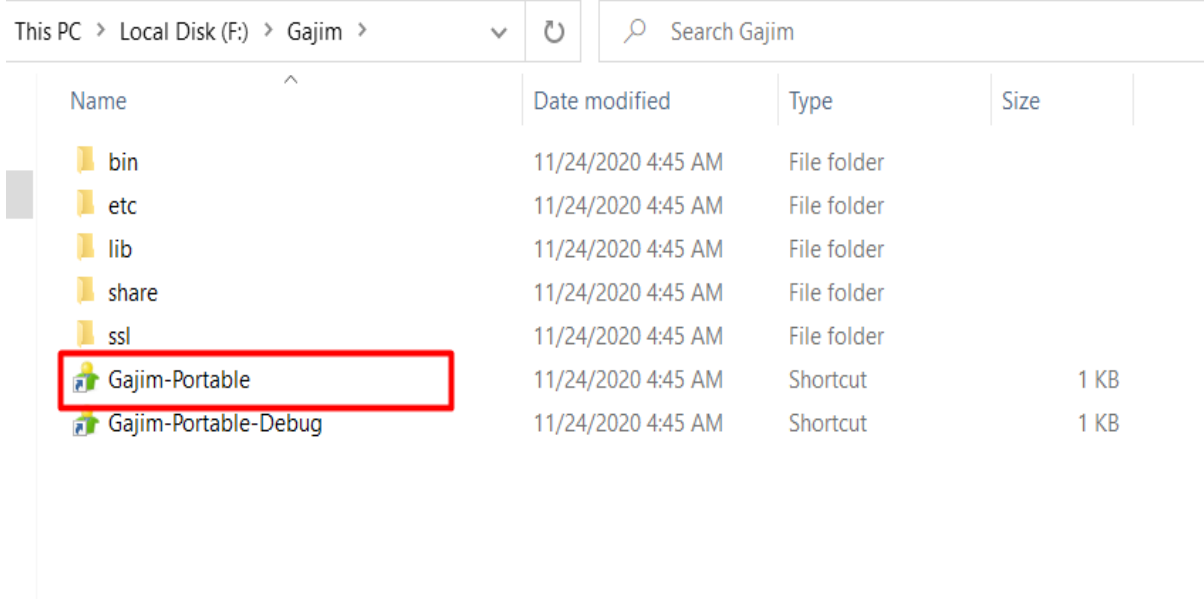 This PC > Local Disk (F:) > Gajim > Search Gajim
Name Date modified Type Size
bin 11/24/2020 4:45 AM File folder
etc 11/24/2020 4:45 AM File folder
lib 11/24/2020 4:45 AM File folder
share 11/24/2020 4:45 AM File folder
ssl 11/24/2020 4:45 AM File folder
Gajim-Portable 11/24/2020 4:45 AM Shortcut 1 KB
Gajim-Portable-Debug 11/24/2020 4:45 AM Shortcut 1 KB